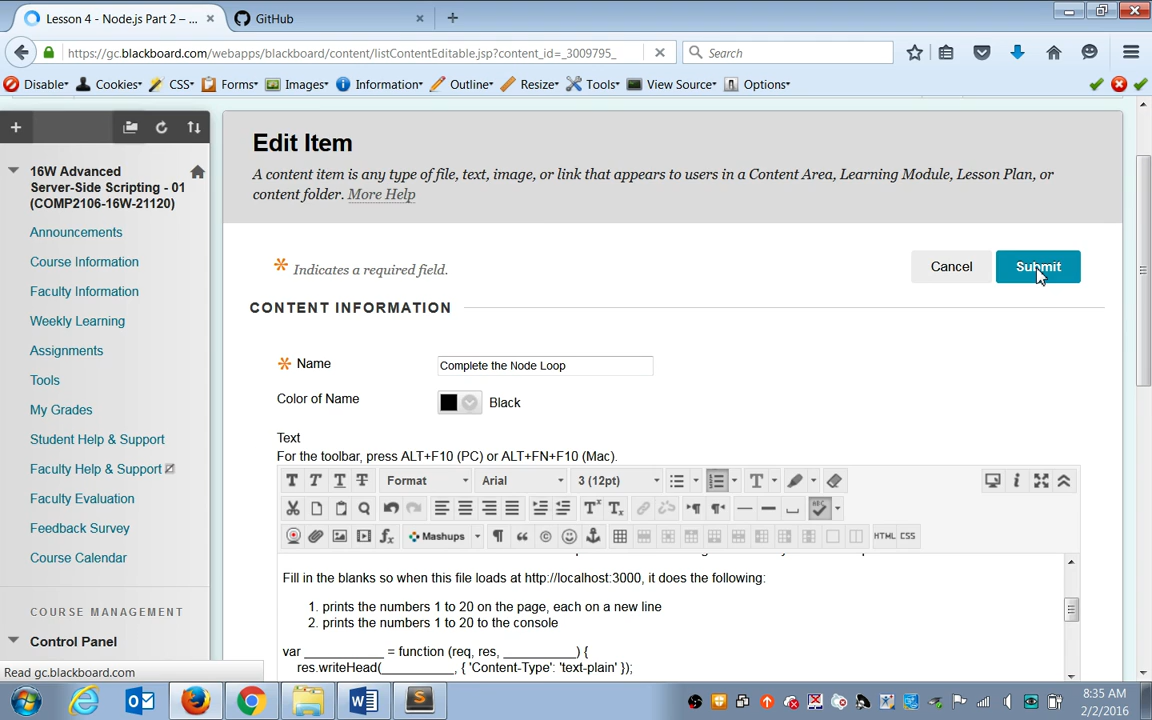 Lesson 4 - Node.js Part 2 – ... × GitHub × +
https://gc.blackboard.com/webapps/blackboard/content/listContentEditable.jsp?content_id=_3009795_ Search
Disable Cookies CSS Forms Images Information Outline Resize Tools View Source Options
Edit Item
A content item is any type of file, text, image, or link that appears to users in a Content Area, Learning Module, Lesson Plan, or
content folder. More Help
16W Advanced
Server-Side Scripting - 01
(COMP2106-16W-21120)
Announcements
Course Information
Faculty Information
Weekly Learning
Assignments
Tools
My Grades
Student Help & Support
Faculty Help & Support
Faculty Evaluation
Feedback Survey
Course Calendar
COURSE MANAGEMENT
Control Panel
* Indicates a required field.
Cancel Submit
CONTENT INFORMATION
* Name Complete the Node Loop
Color of Name Black
Text
For the toolbar, press ALT+F10 (PC) or ALT+FN+F10 (Mac).
T T T T Format Arial 3 (12pt)
Mashups HTML CSS
Fill in the blanks so when this file loads at http://localhost:3000, it does the following:
1. prints the numbers 1 to 20 on the page, each on a new line
2. prints the numbers 1 to 20 to the console
var ___________ = function (req, res, __________) {
res.writeHead(__________, { 'Content-Type': 'text-plain' });
Read gc.blackboard.com
8:35 AM
2/2/2016